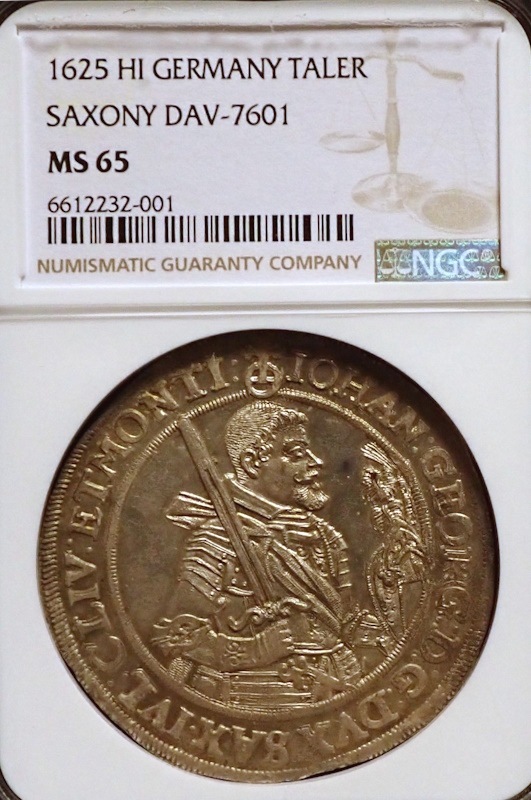 1625 HI GERMANY TALER
SAXONY DAV-7601
MS 65
6612232-001
NUMISMATIC GUARANTY COMPANY
NGC
IOHAN·GEORG·D·G·DVX·SAX·IVL·CLIV·ET MONTI: